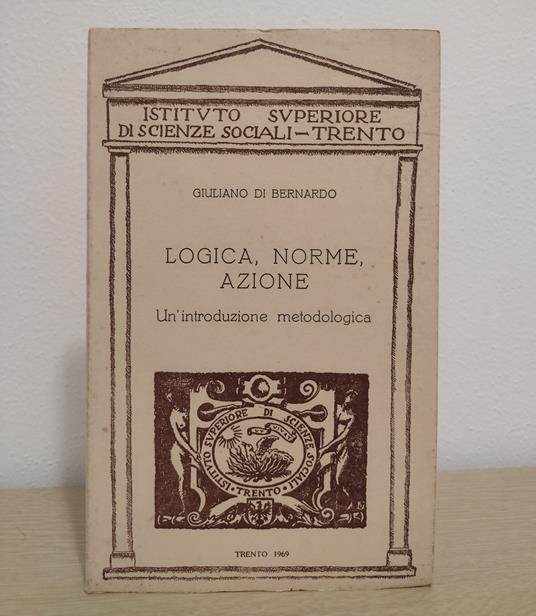 ISTITVTO SVPERIORE
DI SCIENZE SOCIALI – TRENTO
GIULIANO DI BERNARDO
LOGICA, NORME,
AZIONE
Un'introduzione metodologica
ISTITVTO SVPERIORE DI SCIENZE SOCIALI · TRENTO ·
TRENTO 1969